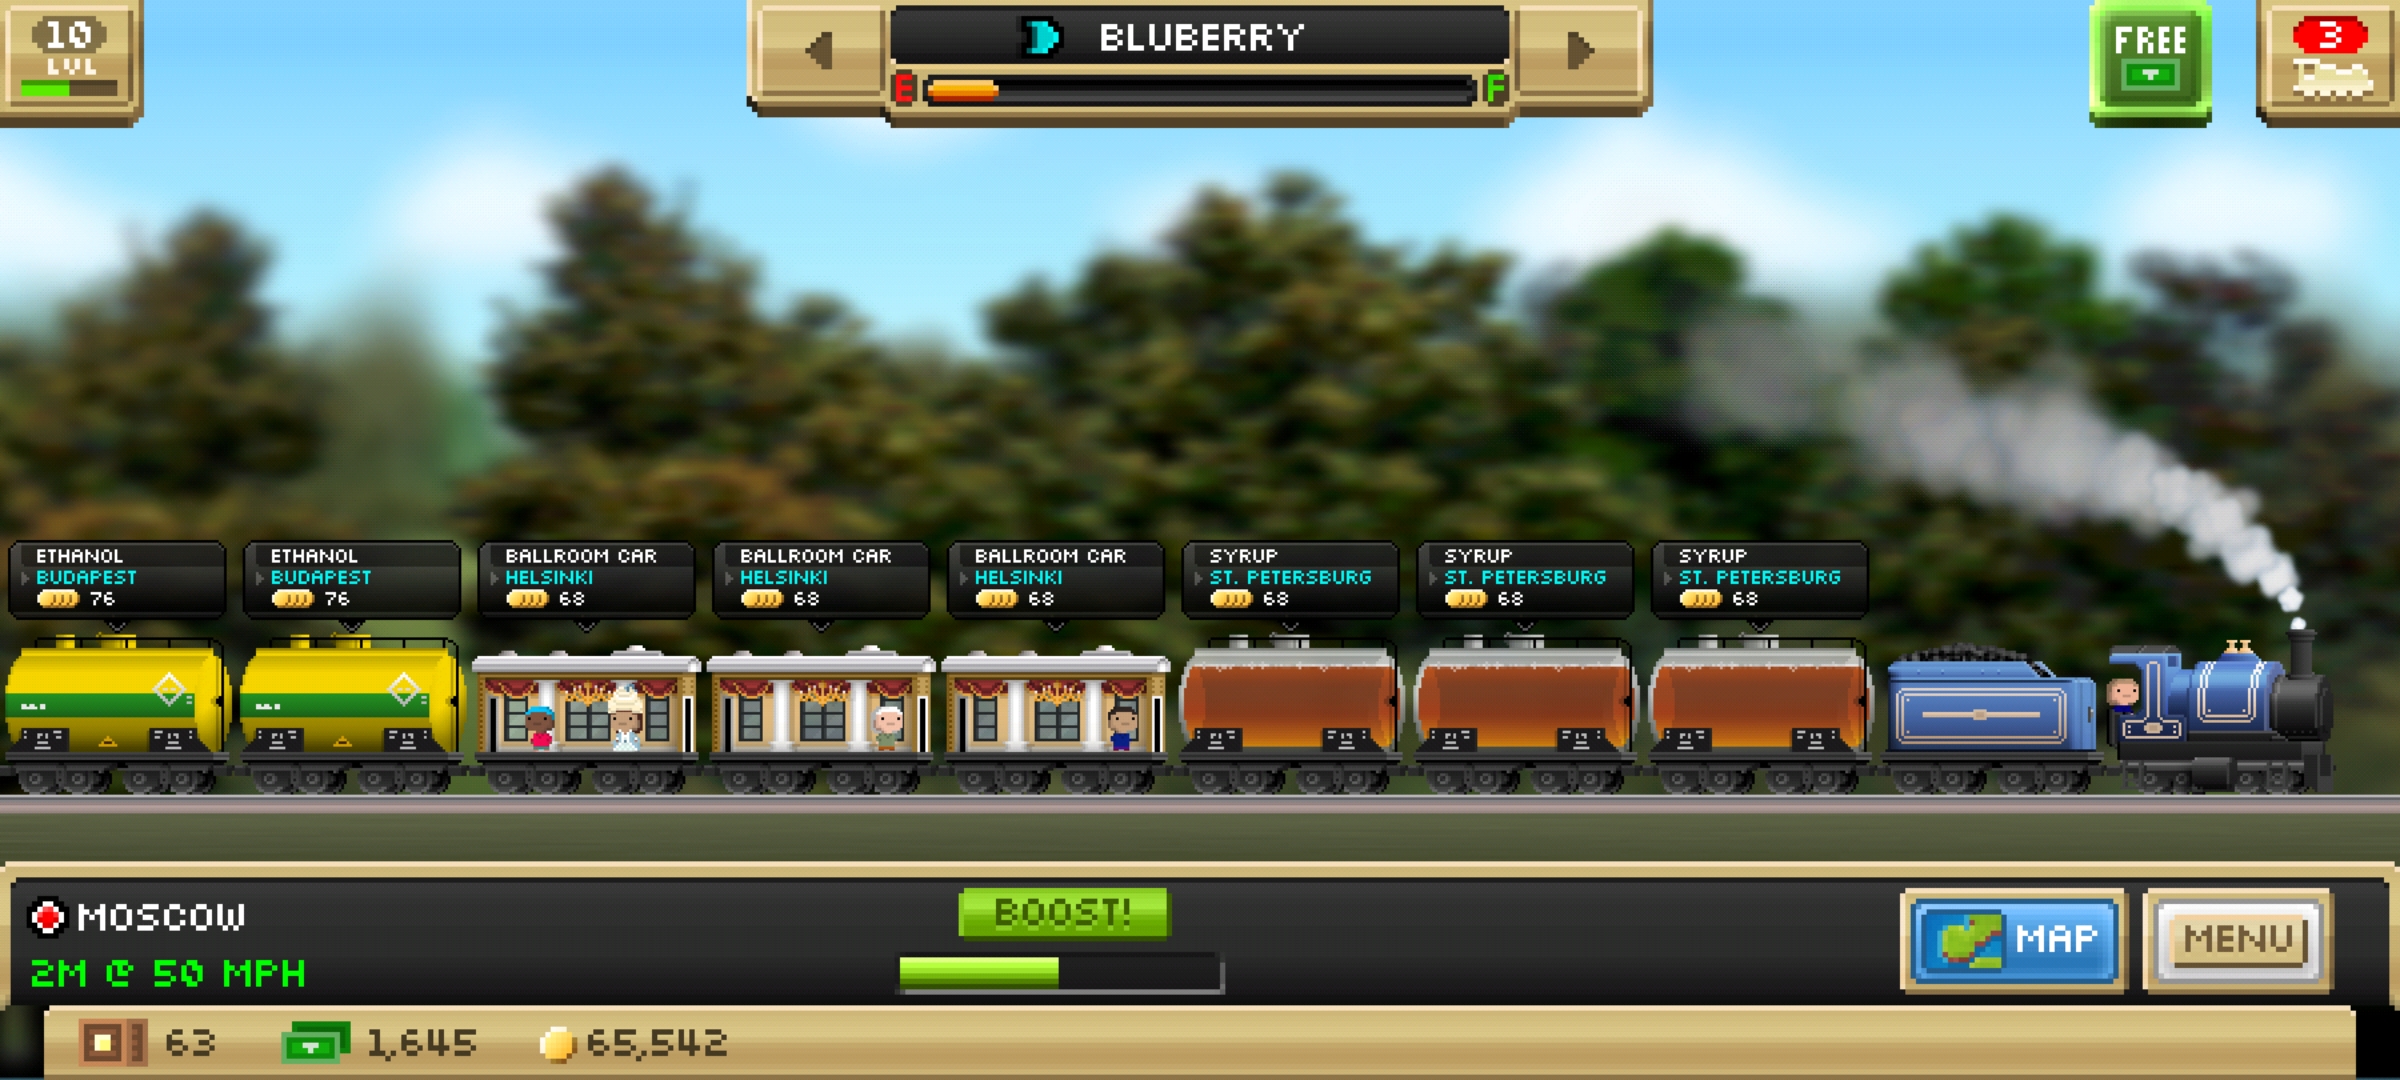 10
LVL
BLUBERRY
E F
FREE
3
ETHANOL
BUDAPEST
76
ETHANOL
BUDAPEST
76
BALLROOM CAR
HELSINKI
68
BALLROOM CAR
HELSINKI
68
BALLROOM CAR
HELSINKI
68
SYRUP
ST. PETERSBURG
68
SYRUP
ST. PETERSBURG
68
SYRUP
ST. PETERSBURG
68
MOSCOW
2M @ 50 MPH
BOOST!
MAP
MENU
63
1,645
65,542